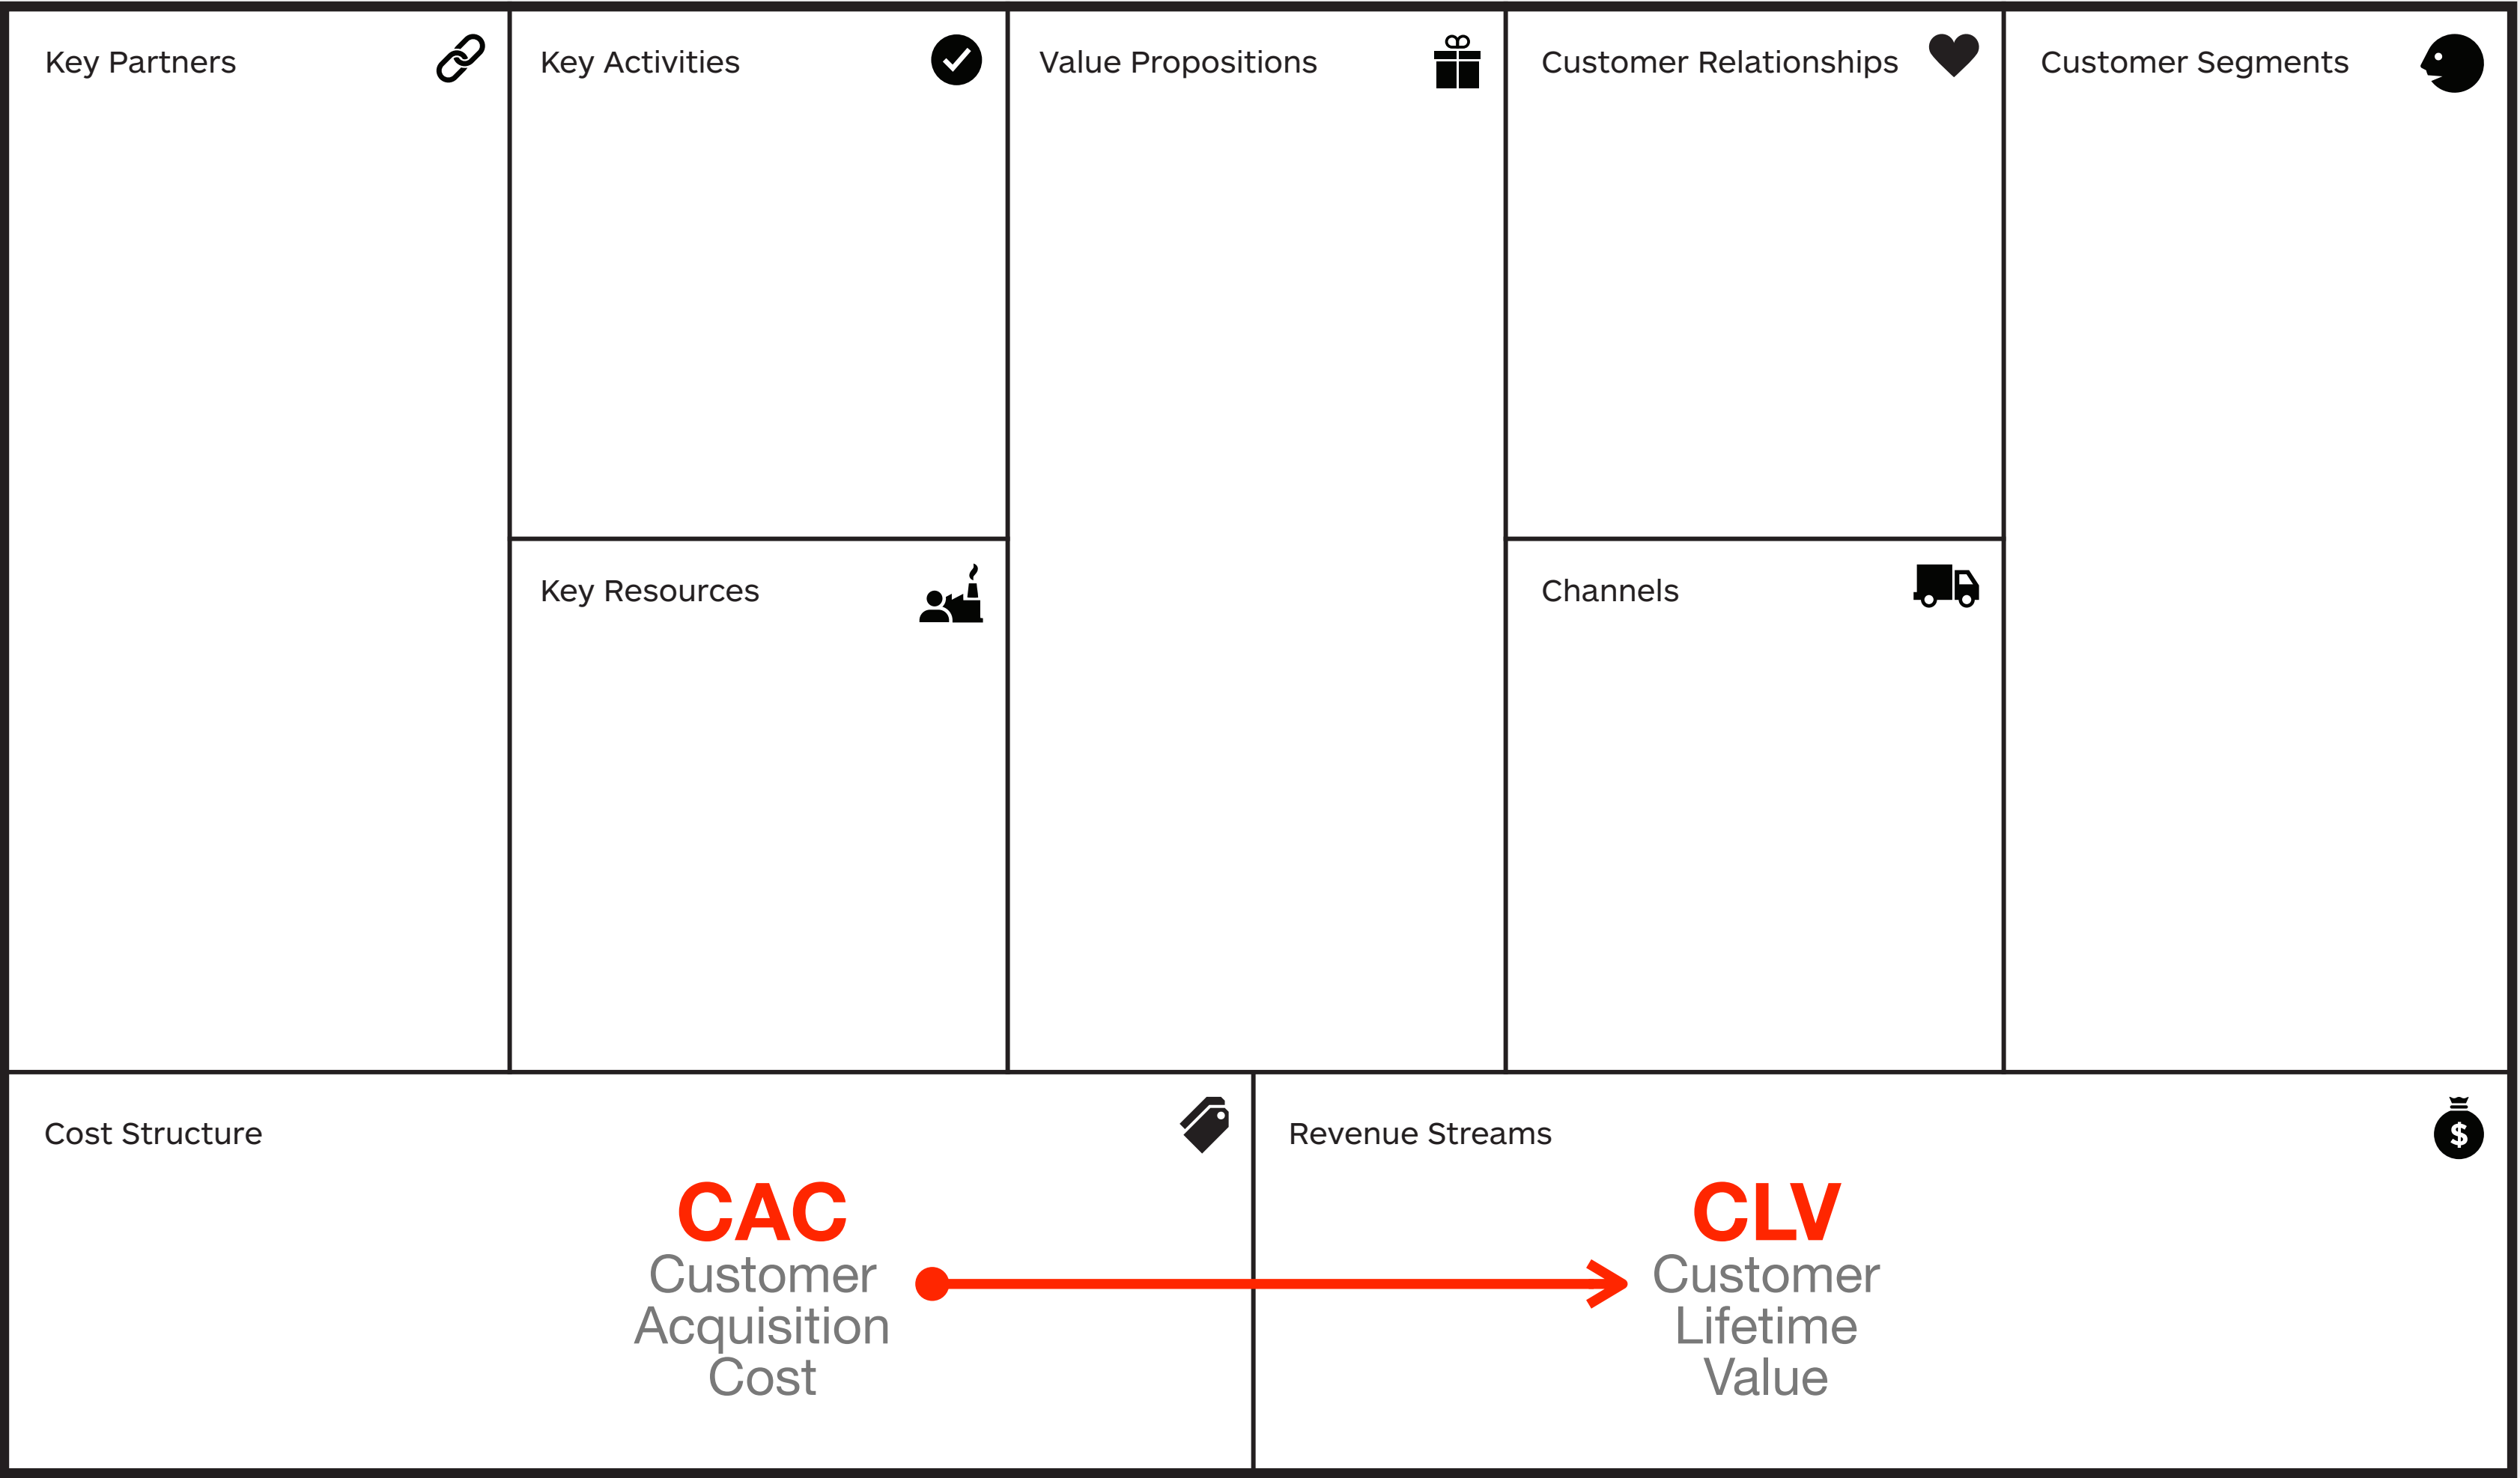 Key Partners
Key Activities
Value Propositions
Customer Relationships
Customer Segments
Key Resources
Channels
Cost Structure
$
Revenue Streams
CAC
Customer
Acquisition
Cost
CLV
Customer
Lifetime
Value